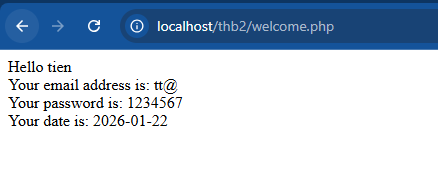 localhost/thb2/welcome.php
Hello tien
Your email address is: tt@
Your password is: 1234567
Your date is: 2026-01-22